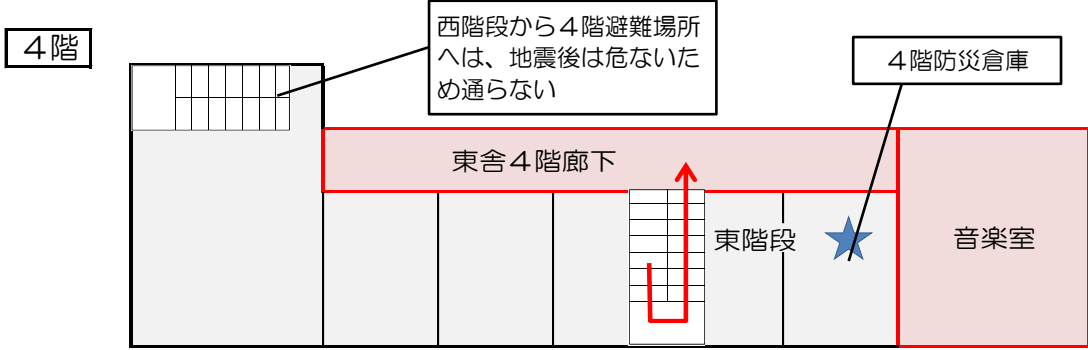 4階
西階段から4階避難場所
へは、地震後は危ないた
め通らない
4階防災倉庫
東舎4階廊下
東階段
音楽室